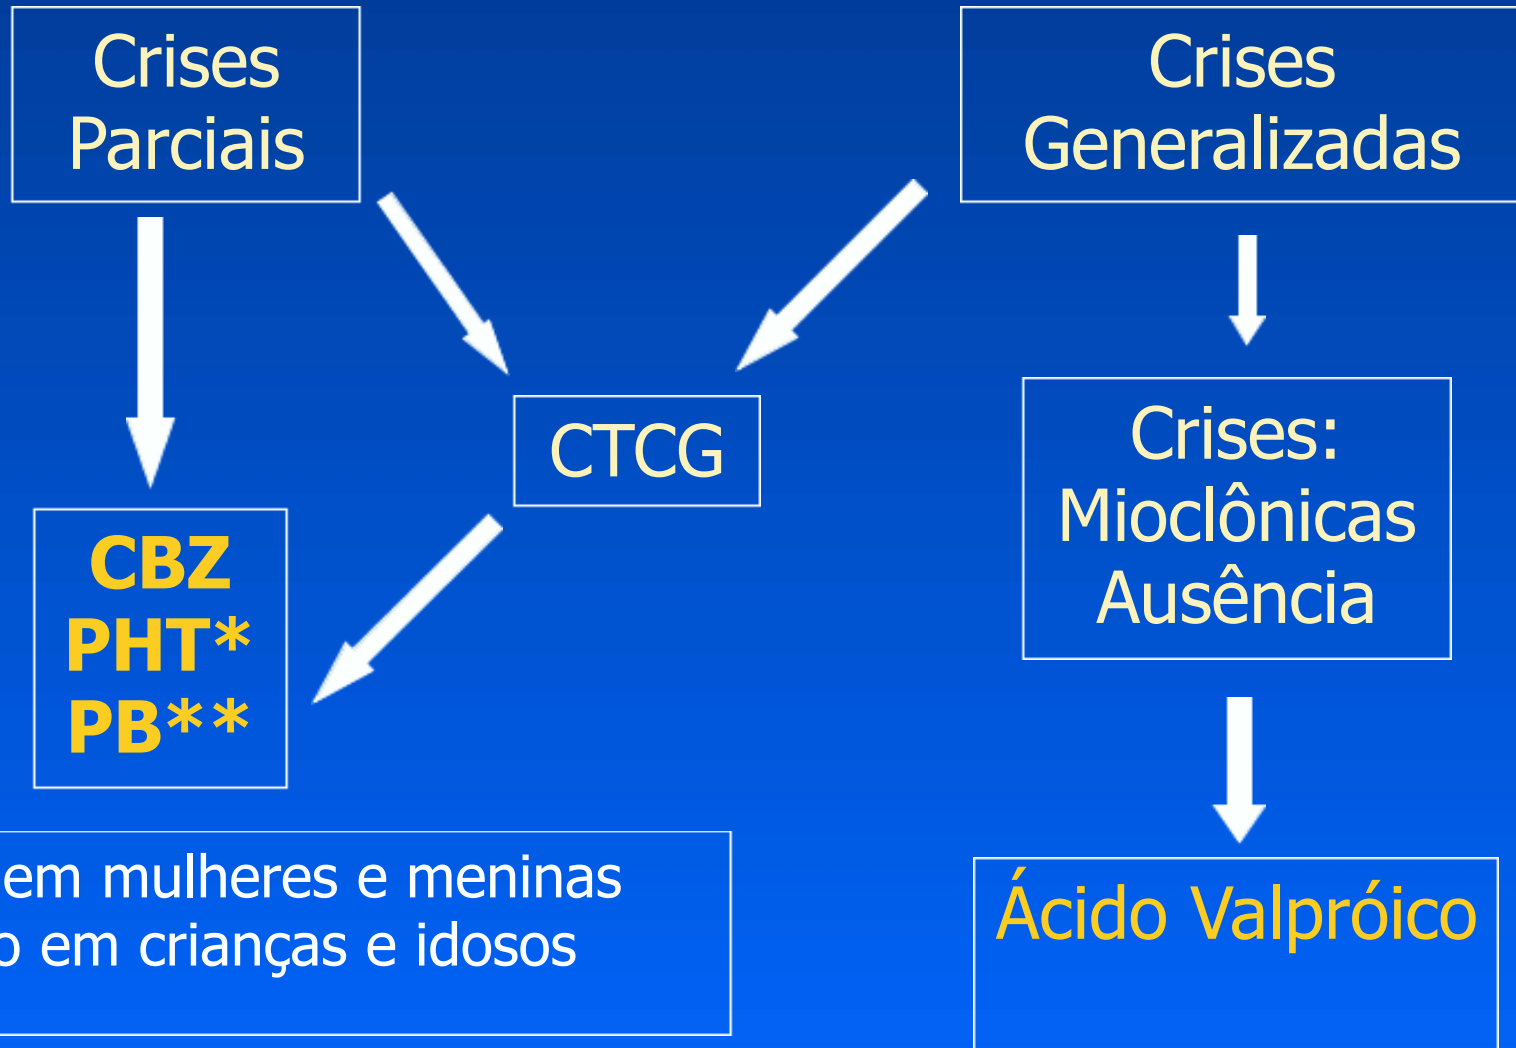 Crises
Parciais
Crises
Generalizadas
CTCG
Crises:
Mioclônicas
Ausência
CBZ
PHT*
PB**
em mulheres e meninas
o em crianças e idosos
Ácido Valpróico